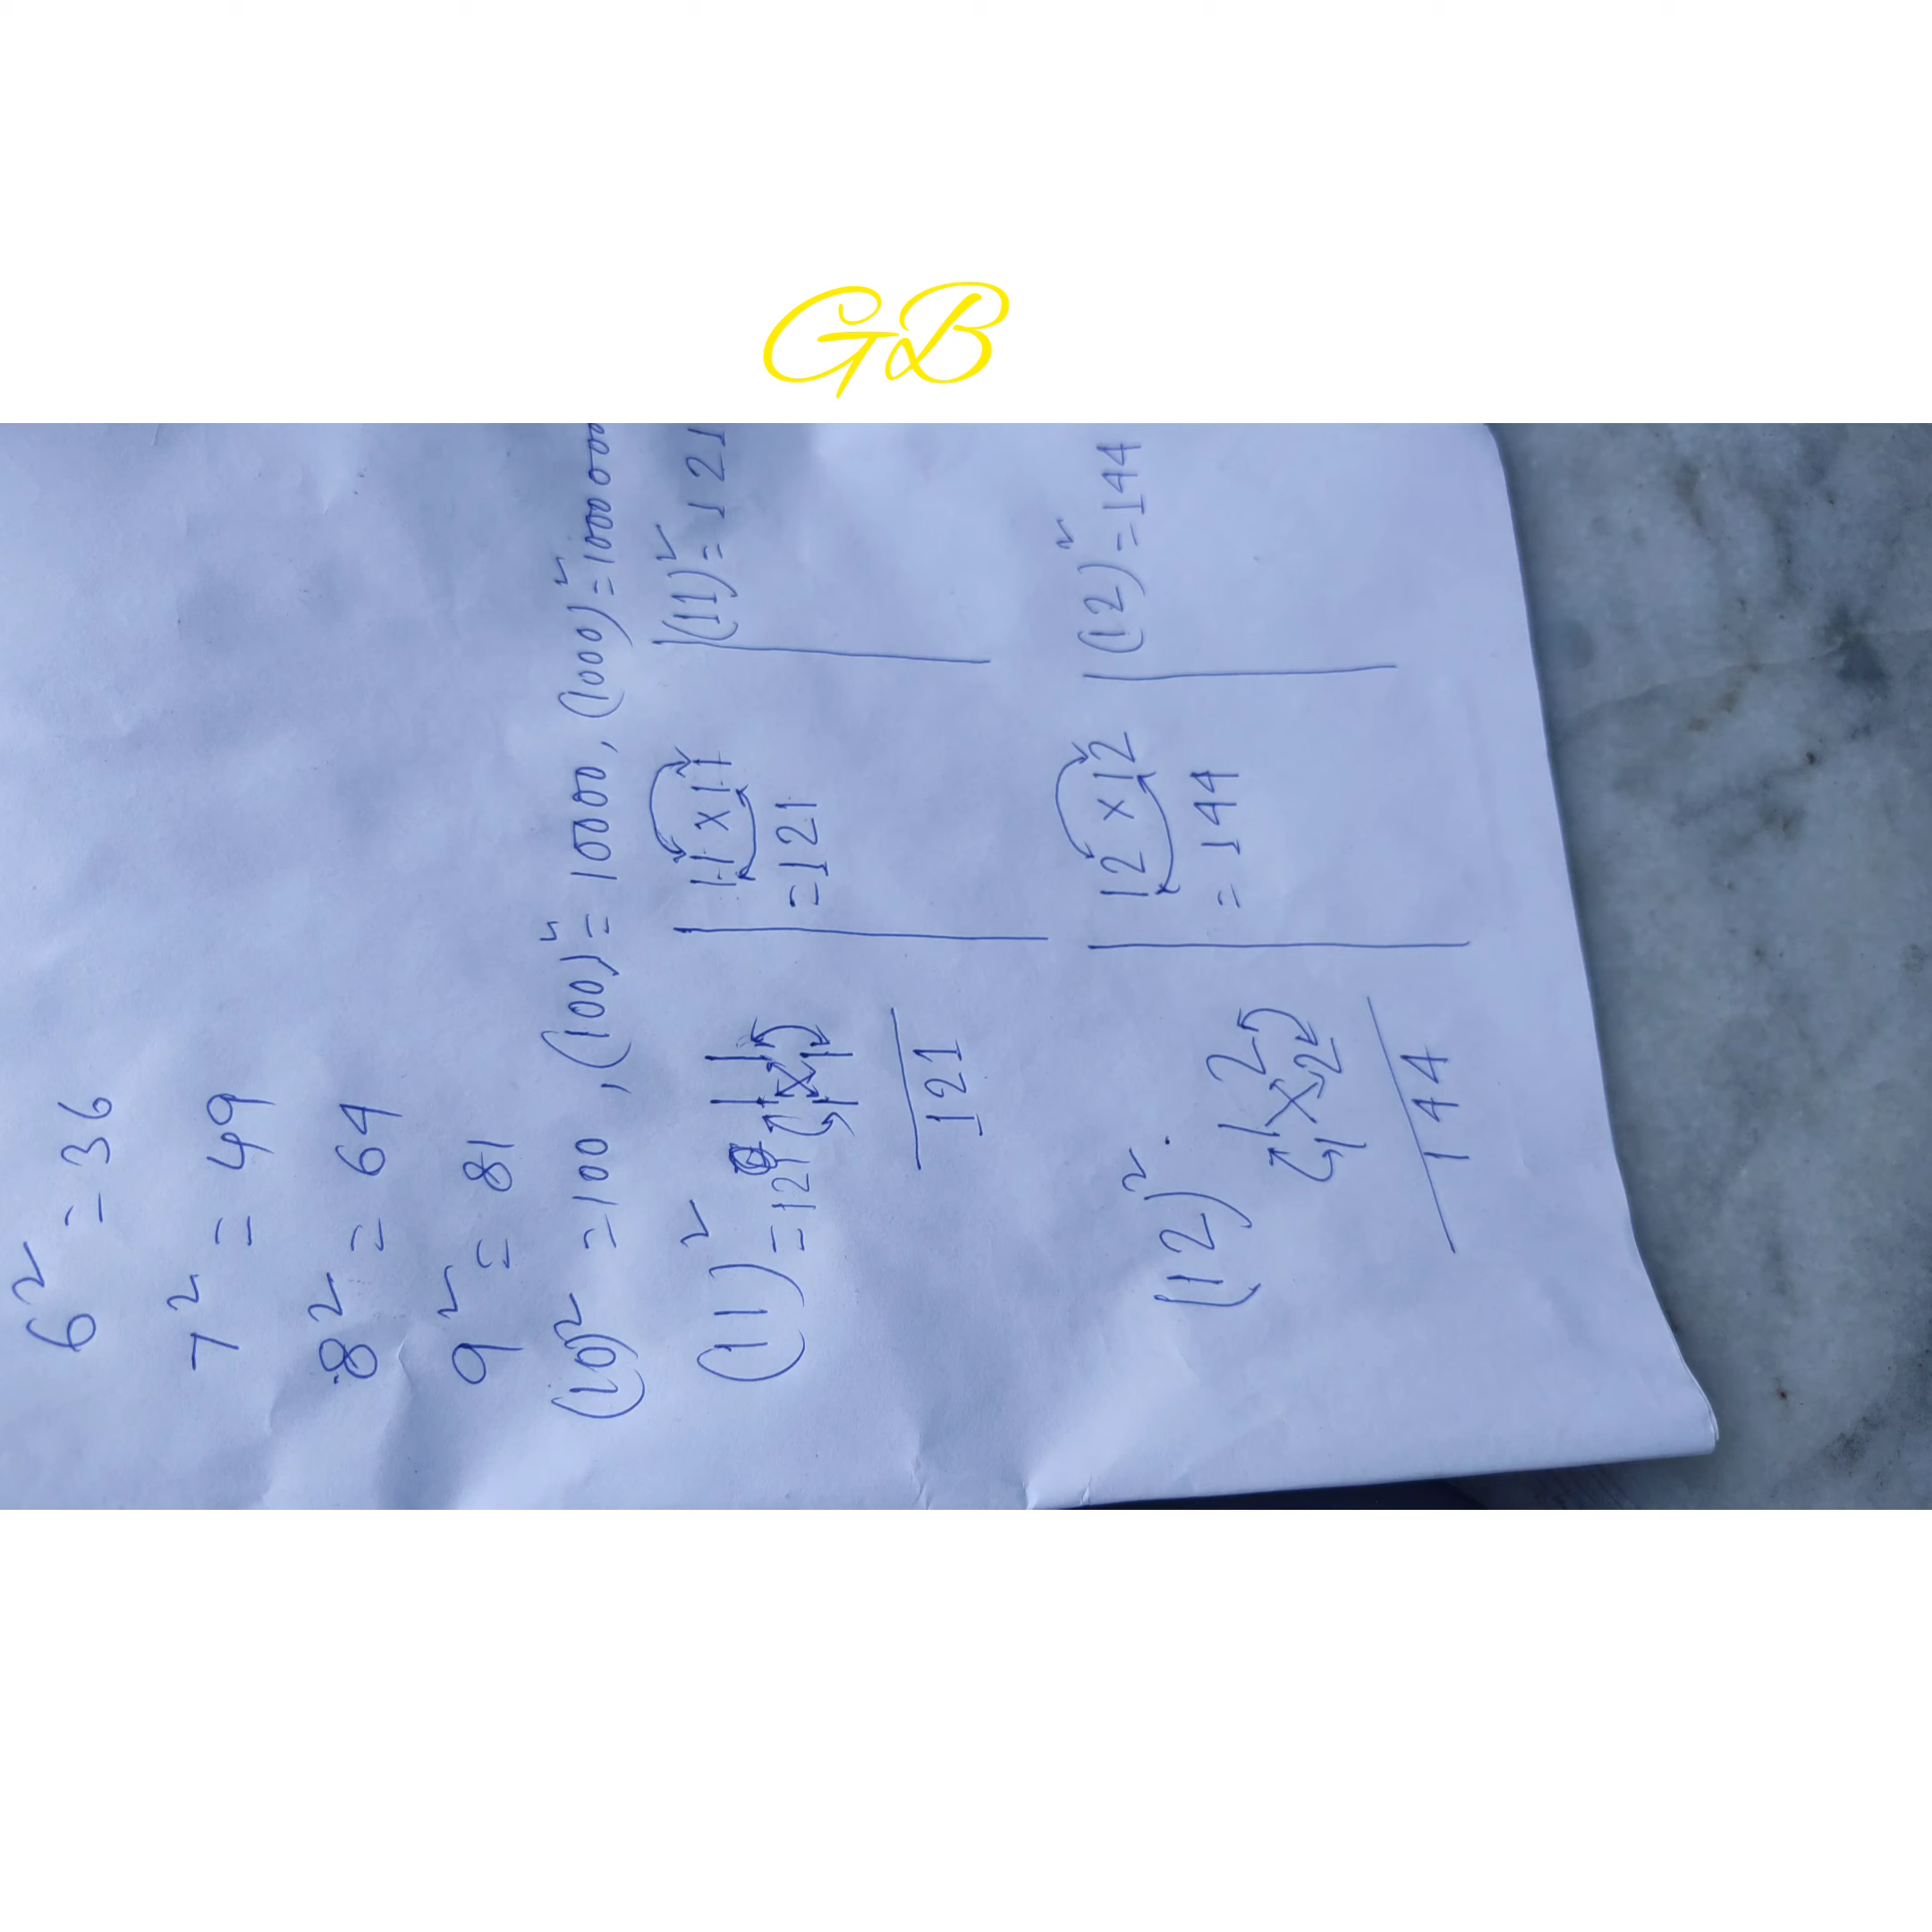 GB
6² = 36
7² = 49
8² = 64
9² = 81
(10)² = 100, (100)² = 10000, (1000)² = 1000000
(11)² = 121
11
11
121
11 × 11
= 121
(11)² = 121
(12)²
12
12
144
12 × 12
= 144
(12)² = 144